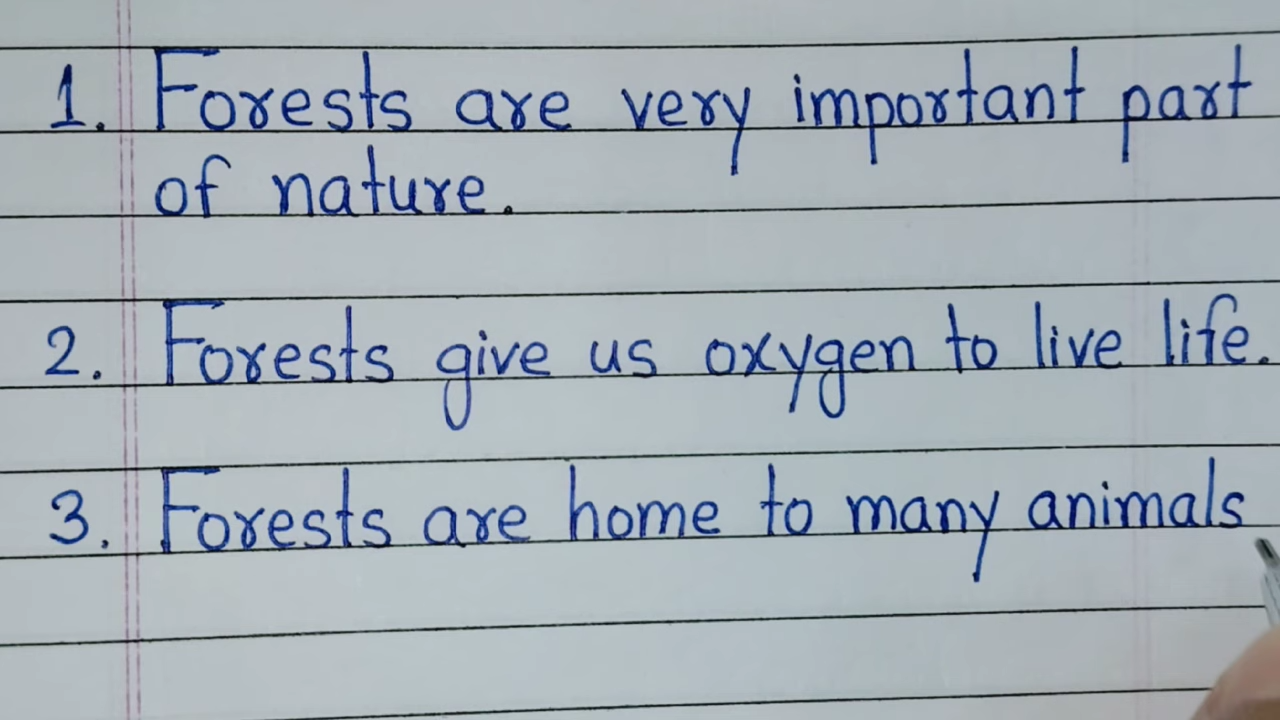 1. Forests are very important part
of nature.
2. Forests give us oxygen to live life.
3. Forests are home to many animals